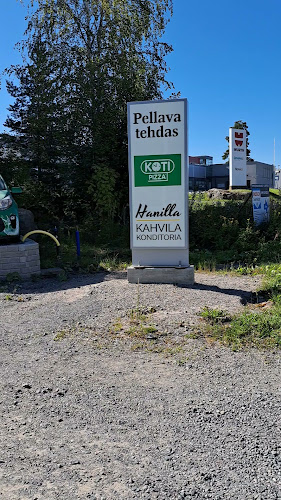 Pellava
tehdas
KOTI
PIZZA
Hanilla
KAHVILA
KONDITORIA